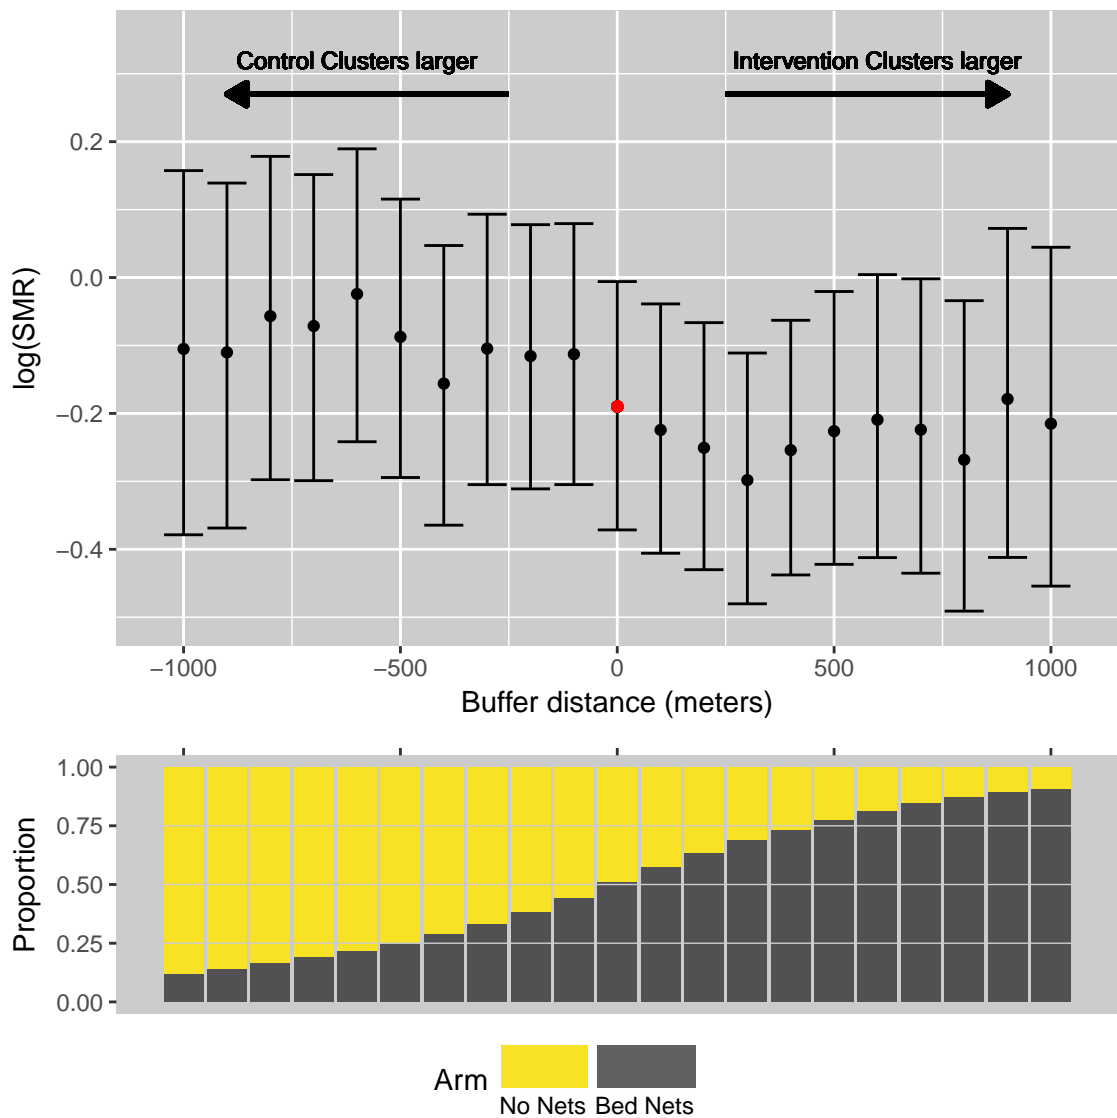 Control Clusters larger
Intervention Clusters larger
0.2
0.0
−0.2
−0.4
log(SMR)
−1000
−500
0
500
1000
Buffer distance (meters)
1.00
0.75
0.50
0.25
0.00
Proportion
Arm
No Nets
Bed Nets